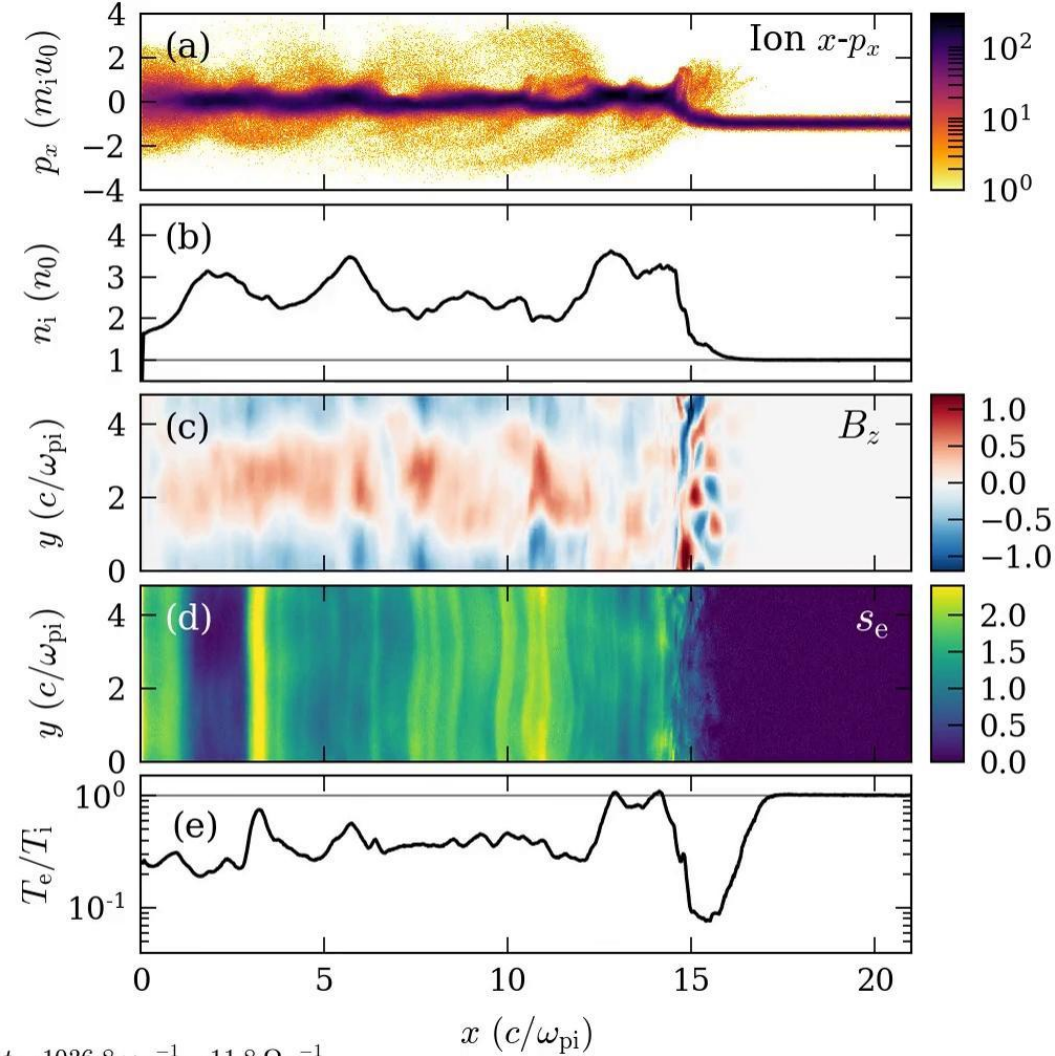 4
2
0
−2
−4
p_x (m_i u_0)
(a)
Ion x-p_x
10^2
10^1
10^0
4
3
2
1
n_i (n_0)
(b)
4
2
0
y (c/ω_pi)
(c)
B_z
1.0
0.5
0.0
−0.5
−1.0
4
2
0
y (c/ω_pi)
(d)
s_e
2.0
1.5
1.0
0.5
0.0
10^0
10^-1
T_e/T_i
(e)
0 5 10 15 20
x (c/ω_pi)